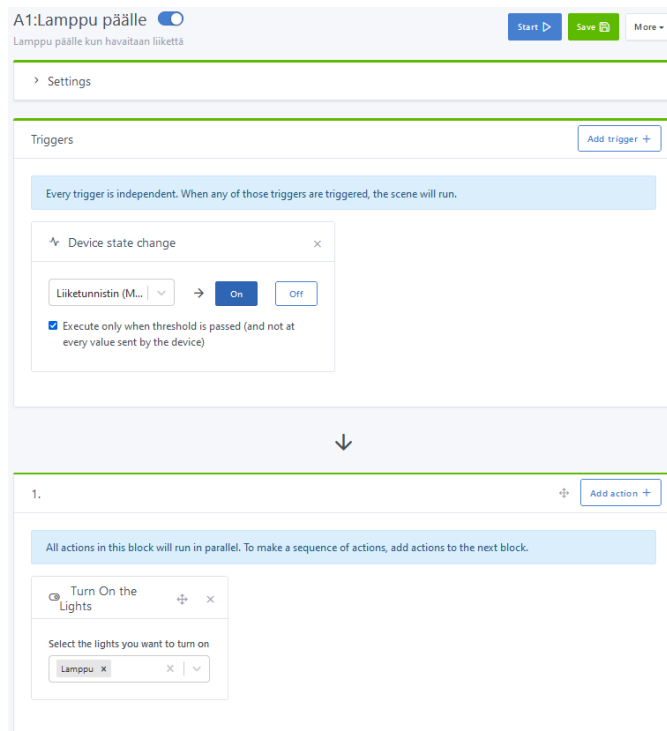 A1:Lamppu päälle
Start
Save
More
Lamppu päälle kun havaitaan liikettä
Settings
Triggers
Add trigger +
Every trigger is independent. When any of those triggers are triggered, the scene will run.
Device state change
Liiketunnistin (M...
On
Off
Execute only when threshold is passed (and not at
every value sent by the device)
1.
Add action +
All actions in this block will run in parallel. To make a sequence of actions, add actions to the next block.
Turn On the
Lights
Select the lights you want to turn on
Lamppu